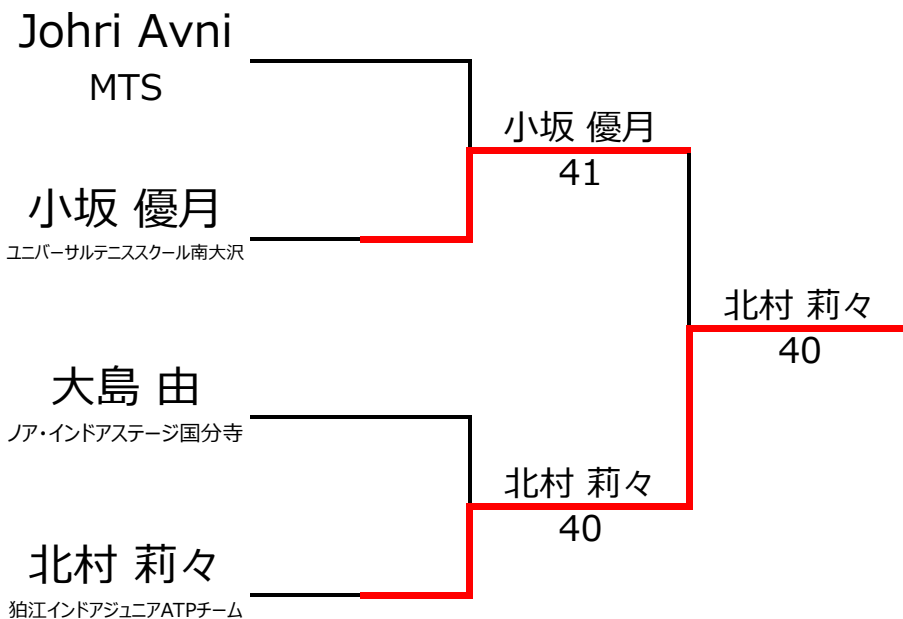 Johri Avni
MTS
小坂 優月
41
小坂 優月
ユニバーサルテニススクール南大沢
北村 莉々
40
大島 由
ノア・インドアステージ国分寺
北村 莉々
40
北村 莉々
狛江インドアジュニアATPチーム